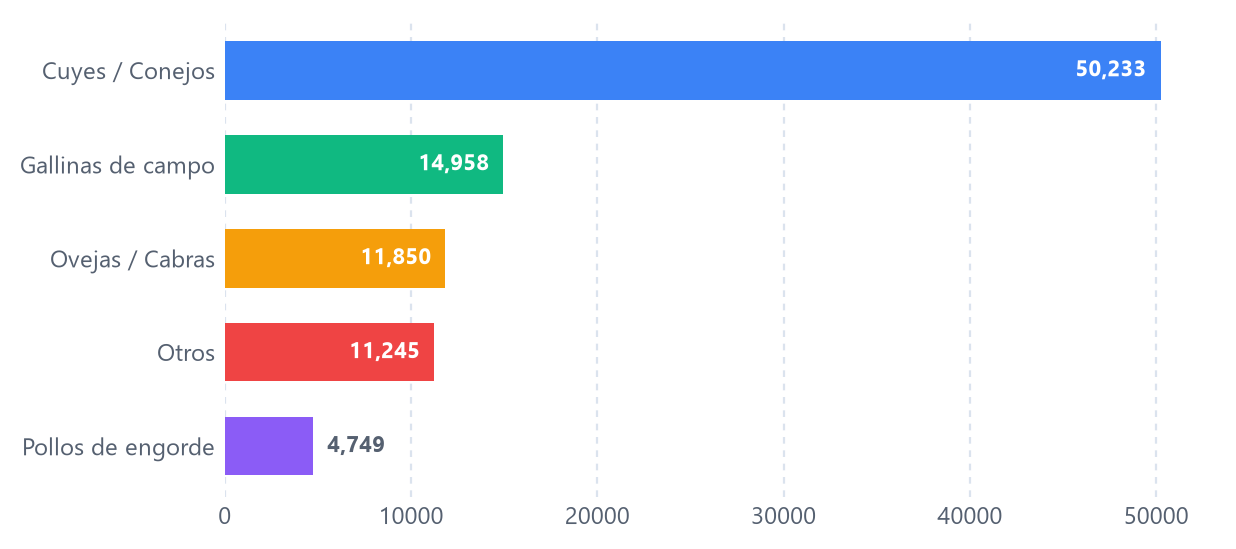 Cuyes / Conejos 50,233
Gallinas de campo 14,958
Ovejas / Cabras 11,850
Otros 11,245
Pollos de engorde 4,749
0 10000 20000 30000 40000 50000